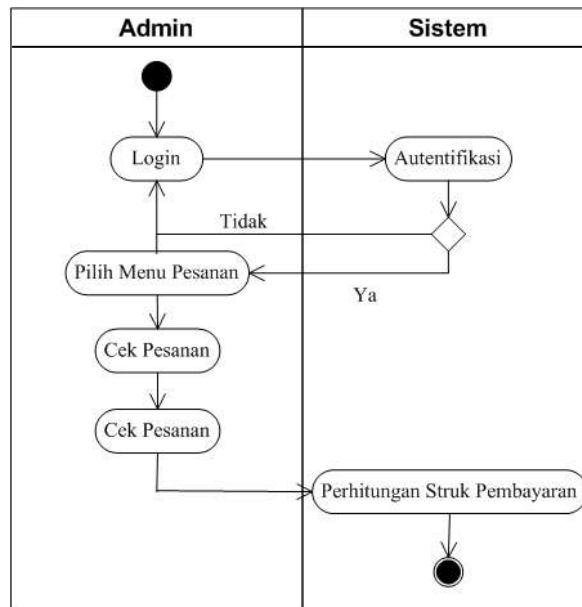 Admin
Sistem
Login
Autentifikasi
Tidak
Pilih Menu Pesanan
Ya
Cek Pesanan
Cek Pesanan
Perhitungan Struk Pembayaran